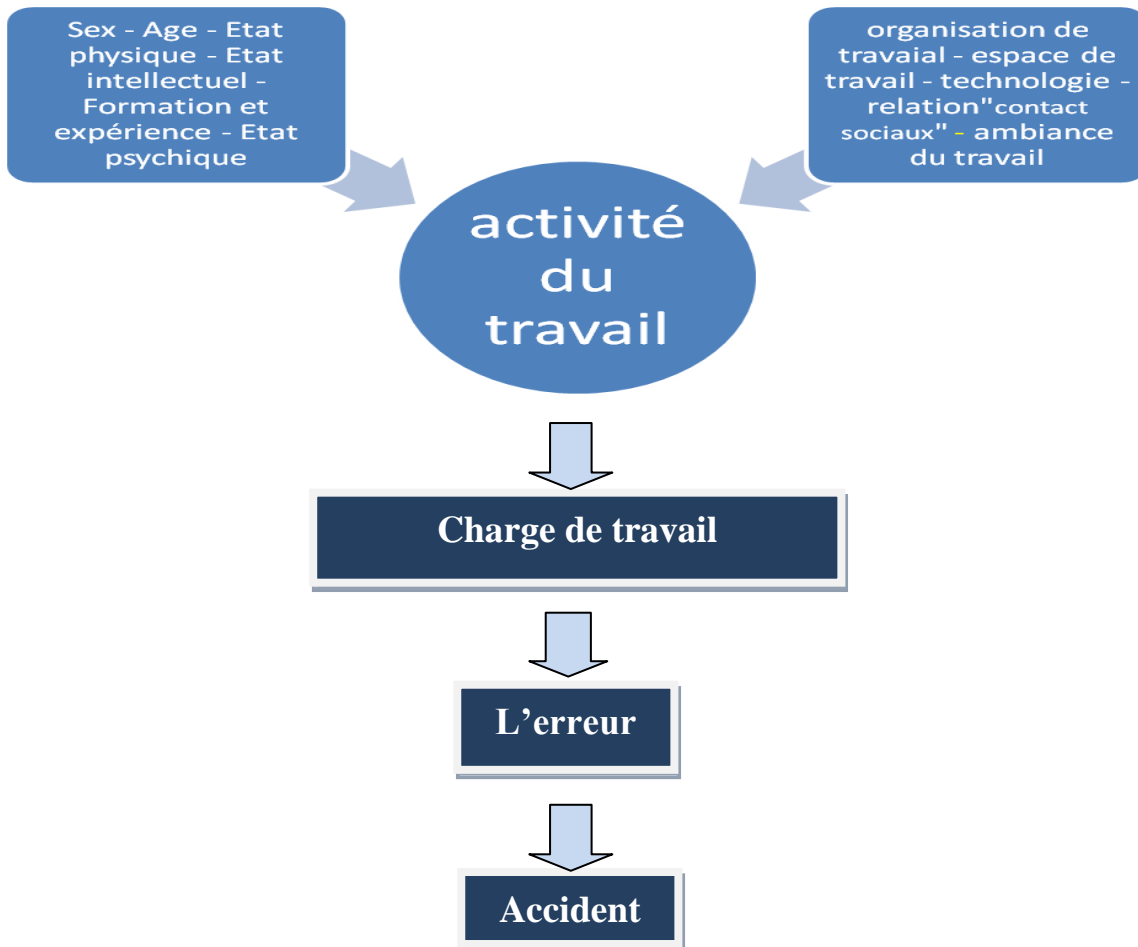 Sex - Age - Etat
physique - Etat
intellectuel -
Formation et
expérience - Etat
psychique
organisation de
travaial - espace de
travail - technologie -
relation"contact
sociaux" - ambiance
du travail
activité
du
travail
Charge de travail
L’erreur
Accident